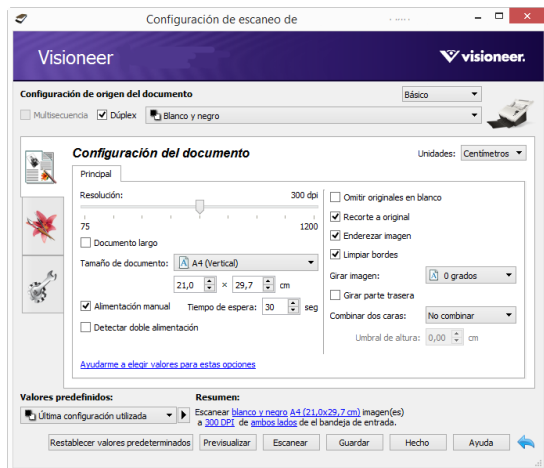 Configuración de escaneo de
Visioneer
visioneer.
Configuración de origen del documento
Básico
Multisecuencia Dúplex Blanco y negro
Configuración del documento
Unidades: Centímetros
Principal
Resolución: 300 dpi
75 1200
Documento largo
Tamaño de documento: A4 (Vertical)
21,0 × 29,7 cm
Alimentación manual Tiempo de espera: 30 seg
Detectar doble alimentación
Ayudarme a elegir valores para estas opciones
Omitir originales en blanco
Recorte a original
Enderezar imagen
Limpiar bordes
Girar imagen: 0 grados
Girar parte trasera
Combinar dos caras: No combinar
Umbral de altura: 0,00 cm
Valores predefinidos:
Última configuración utilizada
Resumen:
Escanear blanco y negro A4 (21,0x29,7 cm) imagen(es)
a 300 DPI de ambos lados de el bandeja de entrada.
Restablecer valores predeterminados Previsualizar Escanear Guardar Hecho Ayuda